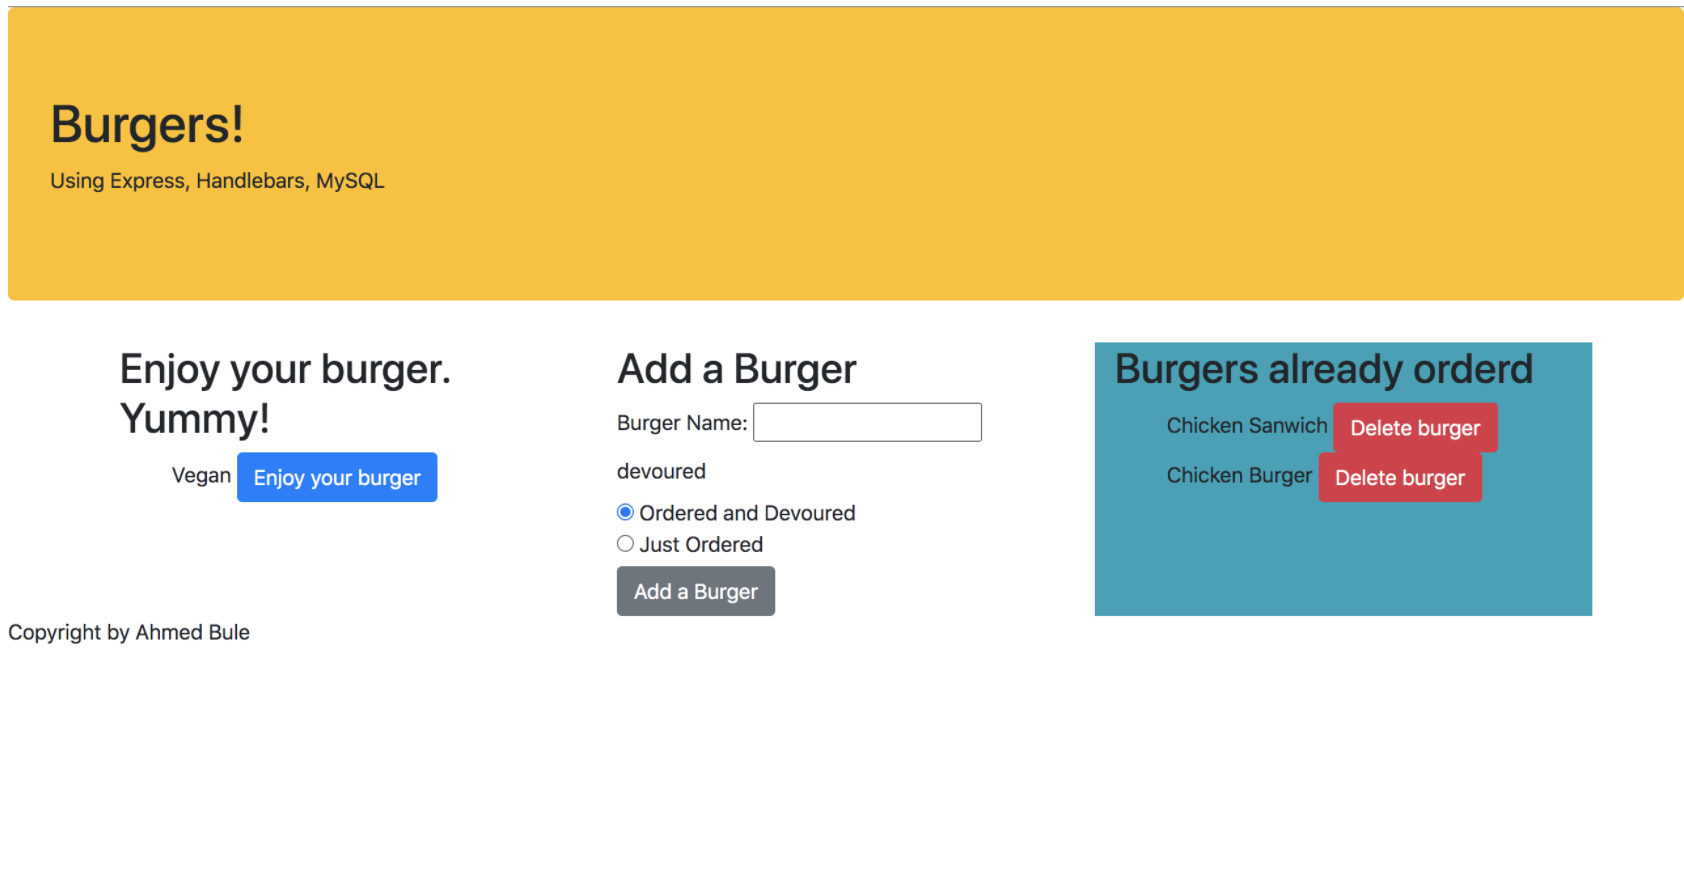 Burgers!
Using Express, Handlebars, MySQL
Enjoy your burger.
Yummy!
Vegan Enjoy your burger
Add a Burger
Burger Name:
devoured
Ordered and Devoured
Just Ordered
Add a Burger
Burgers already orderd
Chicken Sanwich Delete burger
Chicken Burger Delete burger
Copyright by Ahmed Bule